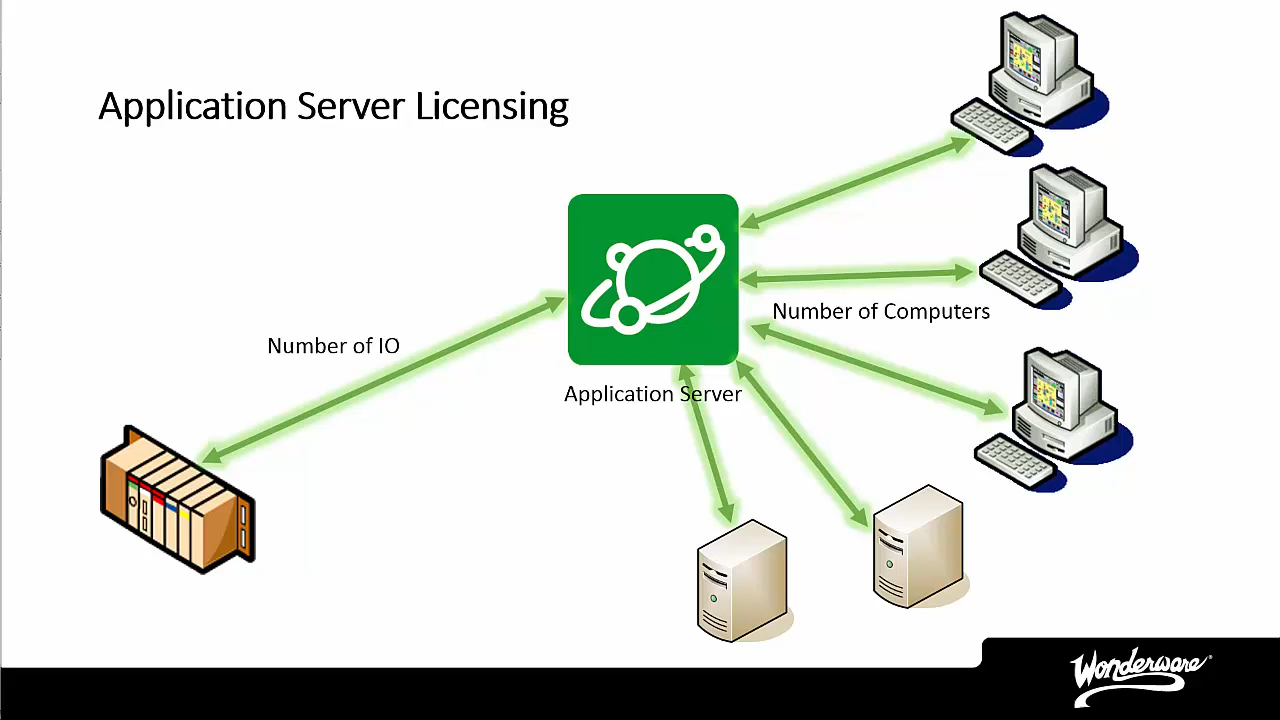 Application Server Licensing
Number of Computers
Number of IO
Application Server
Wonderware